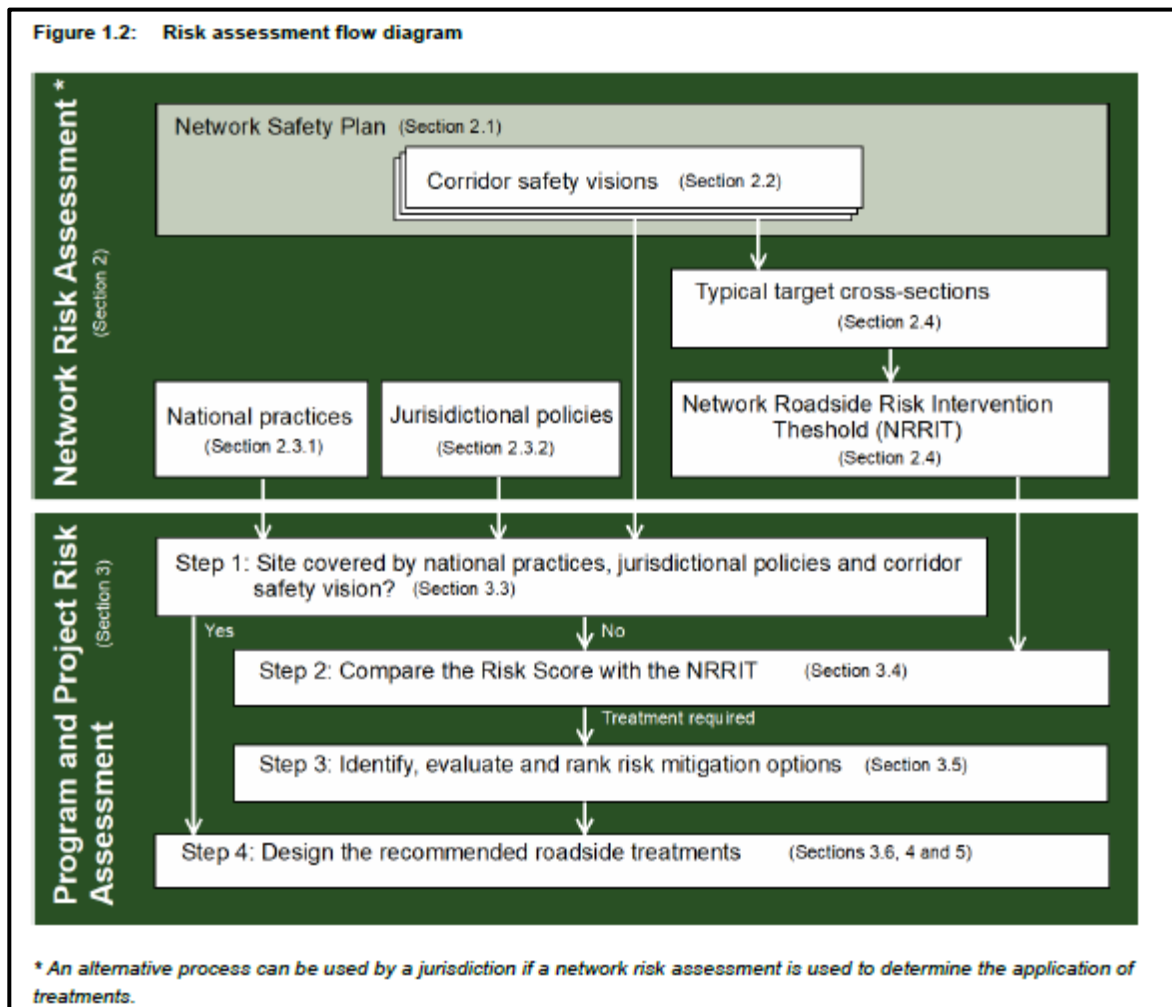 Figure 1.2: Risk assessment flow diagram
Network Risk Assessment *
(Section 2)
Network Safety Plan (Section 2.1)
Corridor safety visions (Section 2.2)
Typical target cross-sections
(Section 2.4)
National practices
(Section 2.3.1)
Jurisidictional policies
(Section 2.3.2)
Network Roadside Risk Intervention
Theshold (NRRIT)
(Section 2.4)
Program and Project Risk
Assessment
(Section 3)
Step 1: Site covered by national practices, jurisdictional policies and corridor
safety vision? (Section 3.3)
Yes
No
Step 2: Compare the Risk Score with the NRRIT (Section 3.4)
Treatment required
Step 3: Identify, evaluate and rank risk mitigation options (Section 3.5)
Step 4: Design the recommended roadside treatments (Sections 3.6, 4 and 5)
* An alternative process can be used by a jurisdiction if a network risk assessment is used to determine the application of
treatments.